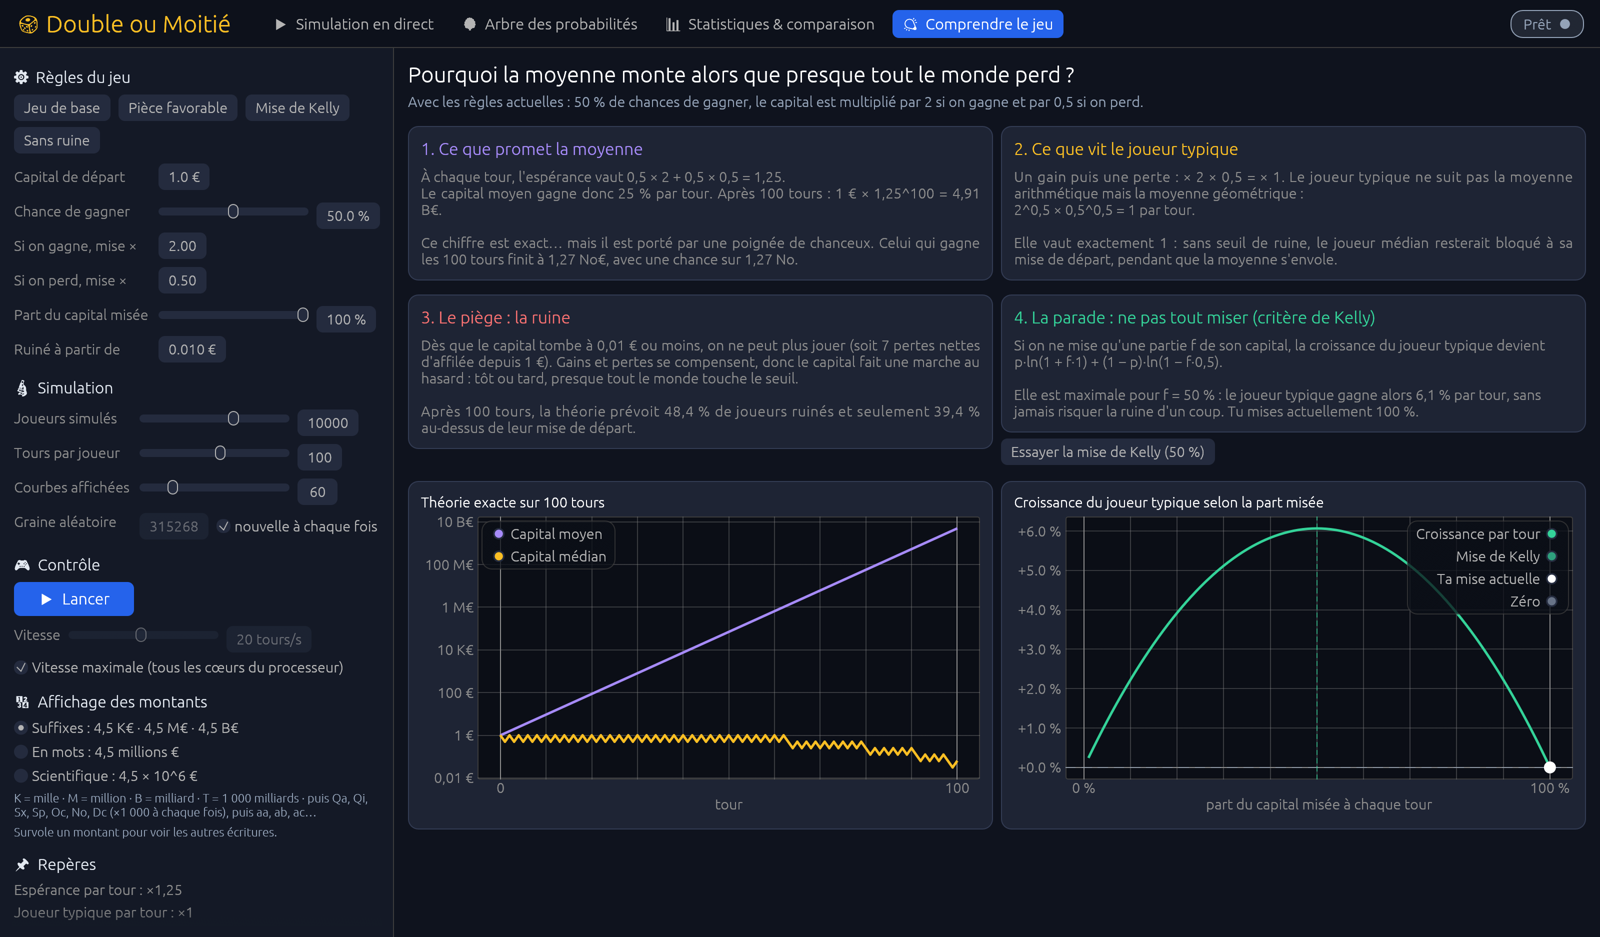 Double ou Moitié
Simulation en direct
Arbre des probabilités
Statistiques & comparaison
Comprendre le jeu
Prêt
Règles du jeu
Jeu de base
Pièce favorable
Mise de Kelly
Sans ruine
Capital de départ
1.0 €
Chance de gagner
50.0 %
Si on gagne, mise ×
2.00
Si on perd, mise ×
0.50
Part du capital misée
100 %
Ruiné à partir de
0.010 €
Simulation
Joueurs simulés
10000
Tours par joueur
100
Courbes affichées
60
Graine aléatoire
315268
nouvelle à chaque fois
Contrôle
Lancer
Vitesse
20 tours/s
Vitesse maximale (tous les cœurs du processeur)
Affichage des montants
Suffixes : 4,5 K€ · 4,5 M€ · 4,5 B€
En mots : 4,5 millions €
Scientifique : 4,5 × 10^6 €
K = mille · M = million · B = milliard · T = 1 000 milliards · puis Qa, Qi,
Sx, Sp, Oc, No, Dc (×1 000 à chaque fois), puis aa, ab, ac…
Survole un montant pour voir les autres écritures.
Repères
Espérance par tour : ×1,25
Joueur typique par tour : ×1
Pourquoi la moyenne monte alors que presque tout le monde perd ?
Avec les règles actuelles : 50 % de chances de gagner, le capital est multiplié par 2 si on gagne et par 0,5 si on perd.
1. Ce que promet la moyenne
À chaque tour, l'espérance vaut 0,5 × 2 + 0,5 × 0,5 = 1,25.
Le capital moyen gagne donc 25 % par tour. Après 100 tours : 1 € × 1,25^100 = 4,91
B€.
Ce chiffre est exact… mais il est porté par une poignée de chanceux. Celui qui gagne
les 100 tours finit à 1,27 No€, avec une chance sur 1,27 No.
2. Ce que vit le joueur typique
Un gain puis une perte : × 2 × 0,5 = × 1. Le joueur typique ne suit pas la moyenne
arithmétique mais la moyenne géométrique :
2^0,5 × 0,5^0,5 = 1 par tour.
Elle vaut exactement 1 : sans seuil de ruine, le joueur médian resterait bloqué à sa
mise de départ, pendant que la moyenne s'envole.
3. Le piège : la ruine
Dès que le capital tombe à 0,01 € ou moins, on ne peut plus jouer (soit 7 pertes nettes
d'affilée depuis 1 €). Gains et pertes se compensent, donc le capital fait une marche au
hasard : tôt ou tard, presque tout le monde touche le seuil.
Après 100 tours, la théorie prévoit 48,4 % de joueurs ruinés et seulement 39,4 %
au-dessus de leur mise de départ.
4. La parade : ne pas tout miser (critère de Kelly)
Si on ne mise qu'une partie f de son capital, la croissance du joueur typique devient
p·ln(1 + f·1) + (1 − p)·ln(1 − f·0,5).
Elle est maximale pour f = 50 % : le joueur typique gagne alors 6,1 % par tour, sans
jamais risquer la ruine d'un coup. Tu mises actuellement 100 %.
Essayer la mise de Kelly (50 %)
Théorie exacte sur 100 tours
10 B€
100 M€
1 M€
10 K€
100 €
1 €
0,01 €
Capital moyen
Capital médian
0
100
tour
Croissance du joueur typique selon la part misée
+6.0 %
+5.0 %
+4.0 %
+3.0 %
+2.0 %
+1.0 %
+0.0 %
Croissance par tour
Mise de Kelly
Ta mise actuelle
Zéro
0 %
100 %
part du capital misée à chaque tour